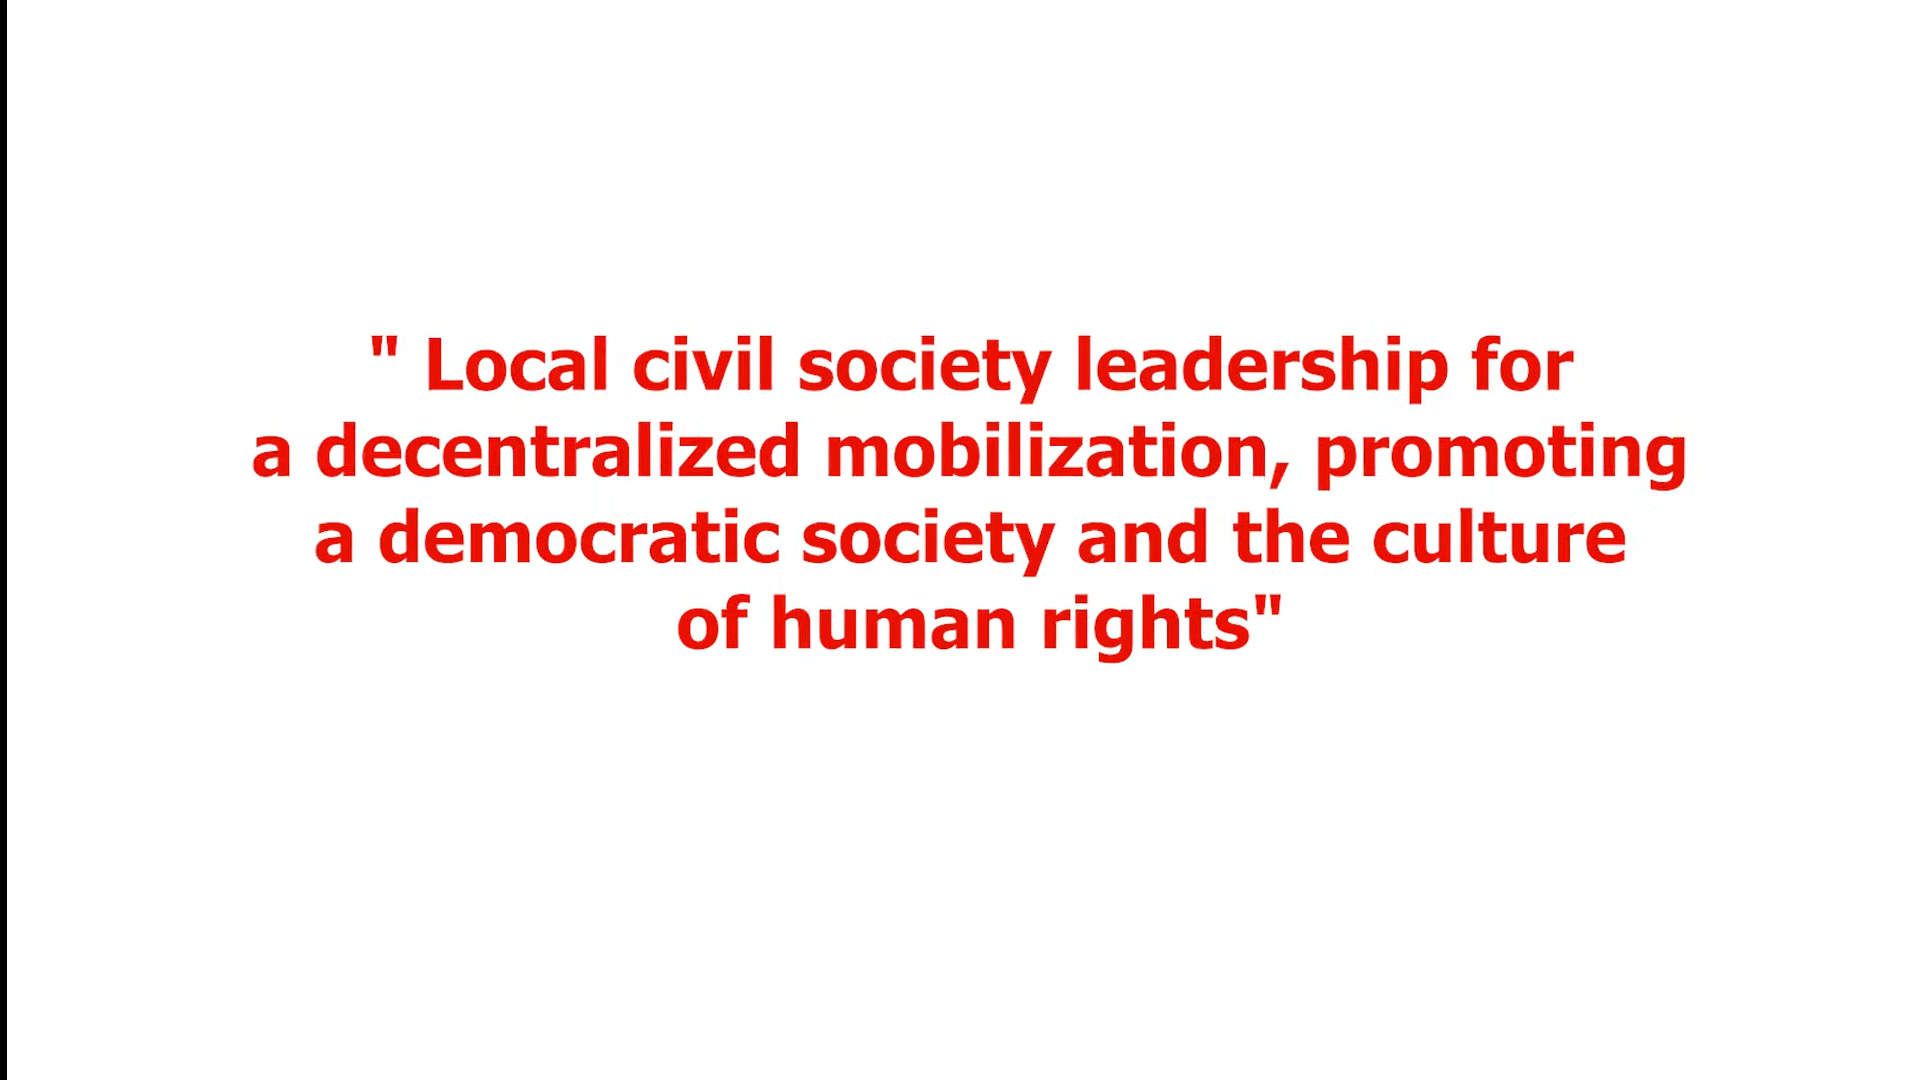 " Local civil society leadership for
a decentralized mobilization, promoting
a democratic society and the culture
of human rights"